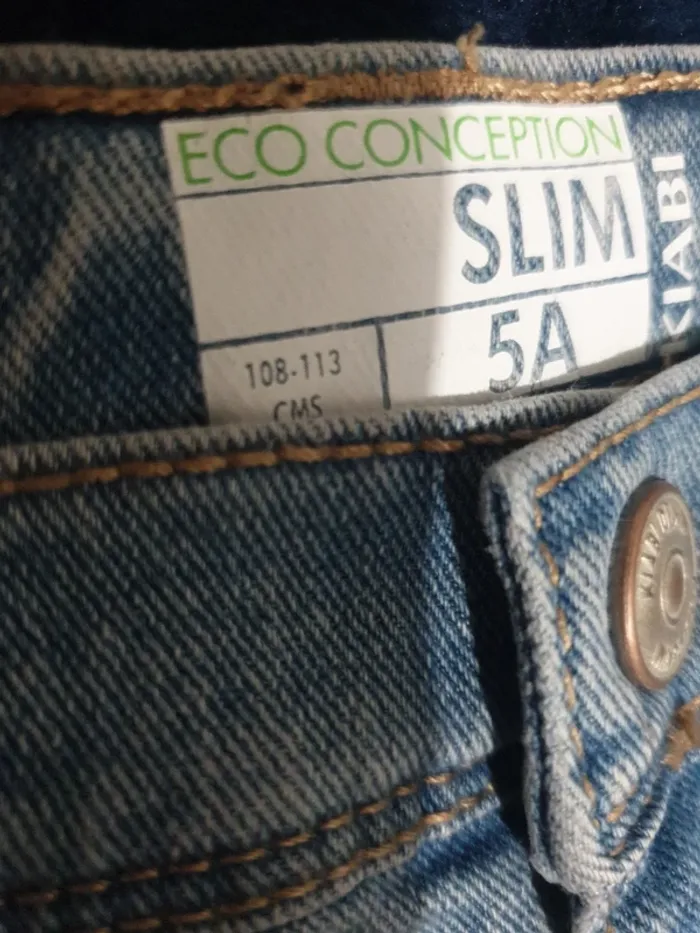 ECO CONCEPTION
SLIM
KIABI
5A
108-113
CMS